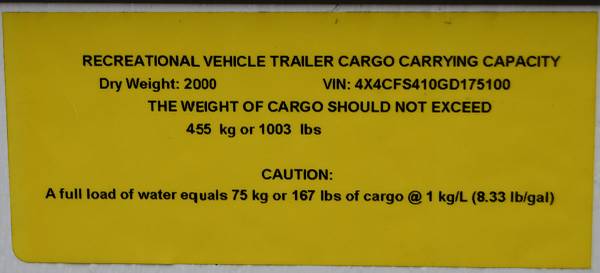 RECREATIONAL VEHICLE TRAILER CARGO CARRYING CAPACITY
Dry Weight: 2000 VIN: 4X4CFS410GD175100
THE WEIGHT OF CARGO SHOULD NOT EXCEED
455 kg or 1003 lbs
CAUTION:
A full load of water equals 75 kg or 167 lbs of cargo @ 1 kg/L (8.33 lb/gal)